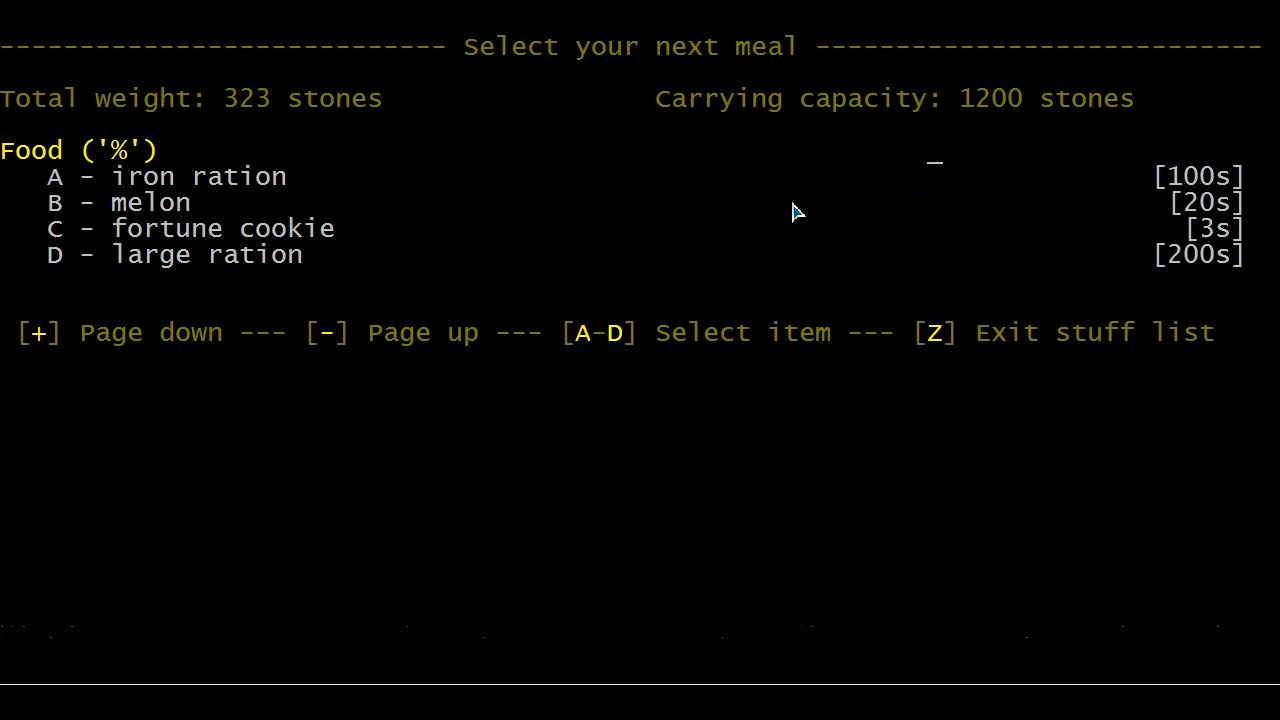 ---------------------------- Select your next meal ----------------------------
Total weight: 323 stones Carrying capacity: 1200 stones
Food ('%')
A - iron ration [100s]
B - melon [20s]
C - fortune cookie [3s]
D - large ration [200s]
[+] Page down --- [-] Page up --- [A-D] Select item --- [Z] Exit stuff list